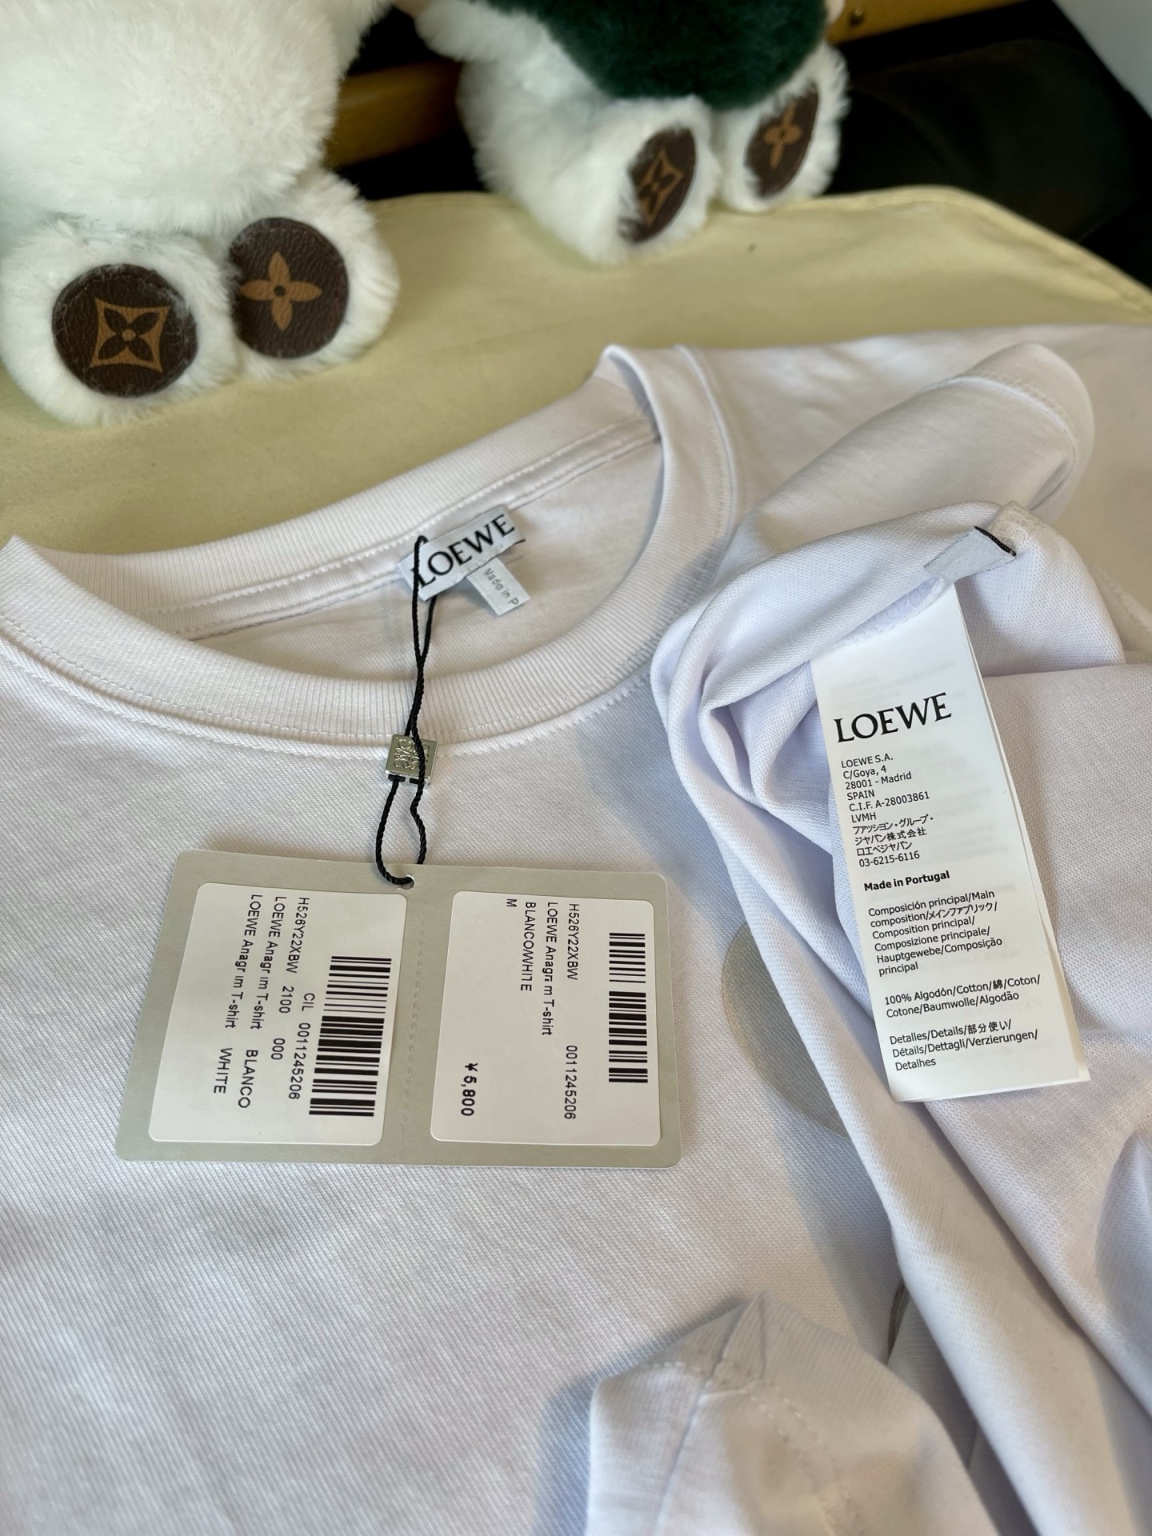 LOEWE
Made in P
LOEWE
LOEWE S.A.
C/Goya, 4
28001 - Madrid
SPAIN
C.I.F. A-28003861
LVMH
ファッション・グループ・
ジャパン株式会社
ロエベジャパン
03-6215-6116
Made in Portugal
Composición principal/Main
composition/メインファブリック/
Composition principal/
Composizione principale/
Hauptgewebe/Composição
principal
100% Algodón/Cotton/綿/Coton/
Cotone/Baumwolle/Algodão
Detalles/Details/部分使い/
Détails/Dettagli/Verzierungen/
Detalhes
H526Y22XBW 0011245206
LOEWE Anagr m T-shirt
BLANCO/WHITE
M ¥ 5,800
CIL 0011245206
H526Y22XBW 2100 000
LOEWE Anagr m T-shirt BLANCO
LOEWE Anagr m T-shirt WHITE